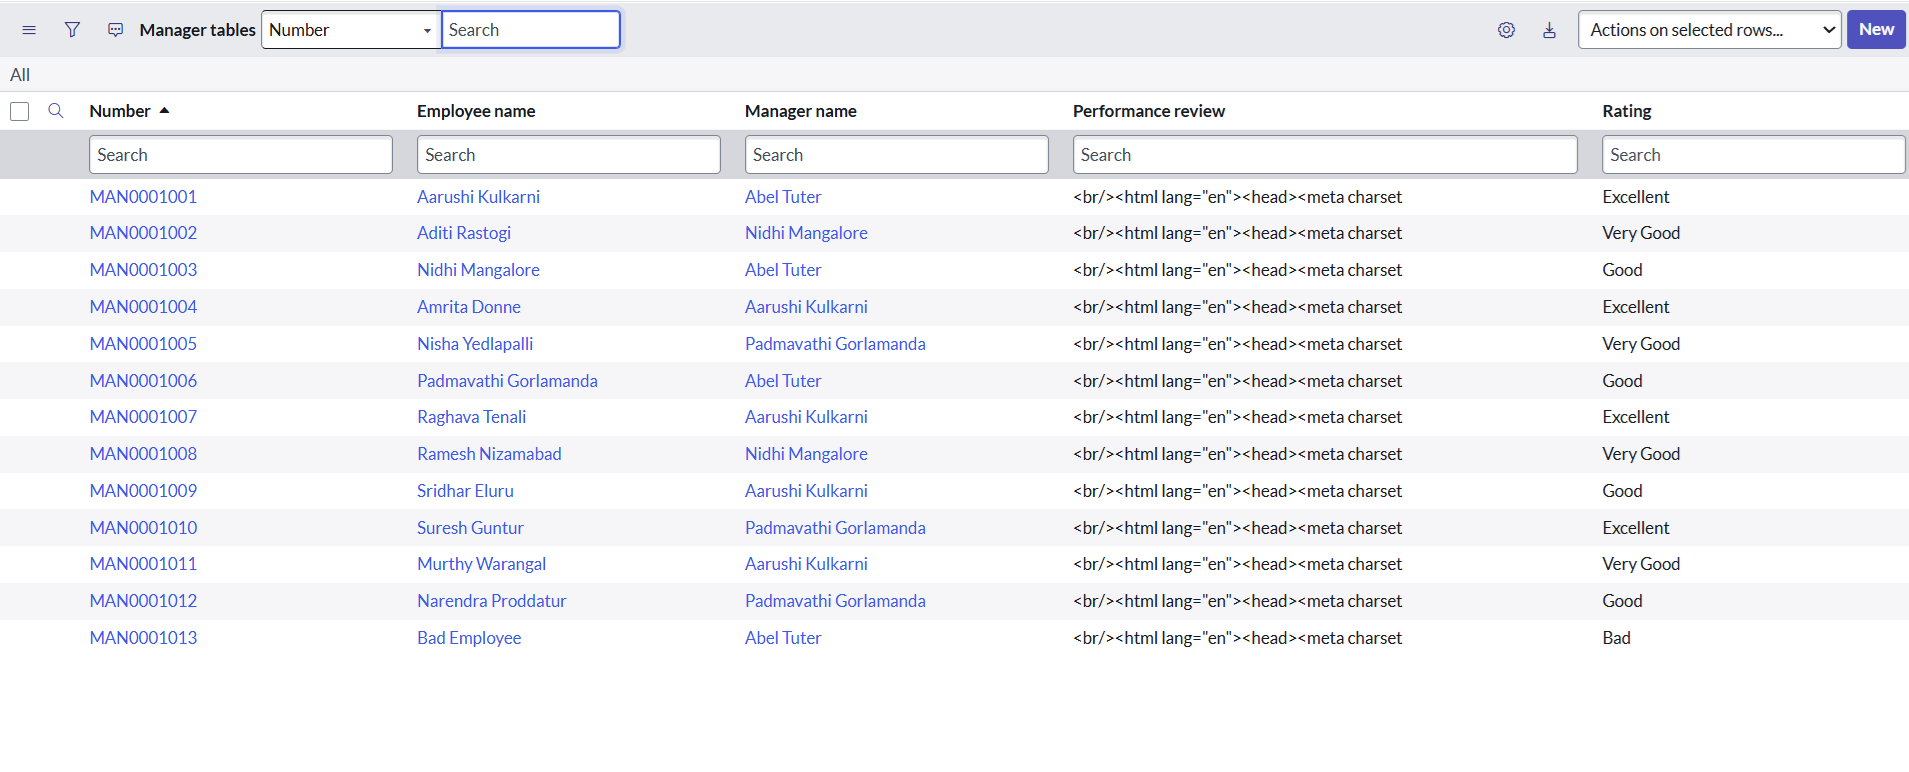 Manager tables Number Search Actions on selected rows... New
All
Number Employee name Manager name Performance review Rating
Search Search Search Search Search
MAN0001001 Aarushi Kulkarni Abel Tuter <br/><html lang="en"><head><meta charset Excellent
MAN0001002 Aditi Rastogi Nidhi Mangalore <br/><html lang="en"><head><meta charset Very Good
MAN0001003 Nidhi Mangalore Abel Tuter <br/><html lang="en"><head><meta charset Good
MAN0001004 Amrita Donne Aarushi Kulkarni <br/><html lang="en"><head><meta charset Excellent
MAN0001005 Nisha Yedlapalli Padmavathi Gorlamanda <br/><html lang="en"><head><meta charset Very Good
MAN0001006 Padmavathi Gorlamanda Abel Tuter <br/><html lang="en"><head><meta charset Good
MAN0001007 Raghava Tenali Aarushi Kulkarni <br/><html lang="en"><head><meta charset Excellent
MAN0001008 Ramesh Nizamabad Nidhi Mangalore <br/><html lang="en"><head><meta charset Very Good
MAN0001009 Sridhar Eluru Aarushi Kulkarni <br/><html lang="en"><head><meta charset Good
MAN0001010 Suresh Guntur Padmavathi Gorlamanda <br/><html lang="en"><head><meta charset Excellent
MAN0001011 Murthy Warangal Aarushi Kulkarni <br/><html lang="en"><head><meta charset Very Good
MAN0001012 Narendra Proddatur Padmavathi Gorlamanda <br/><html lang="en"><head><meta charset Good
MAN0001013 Bad Employee Abel Tuter <br/><html lang="en"><head><meta charset Bad